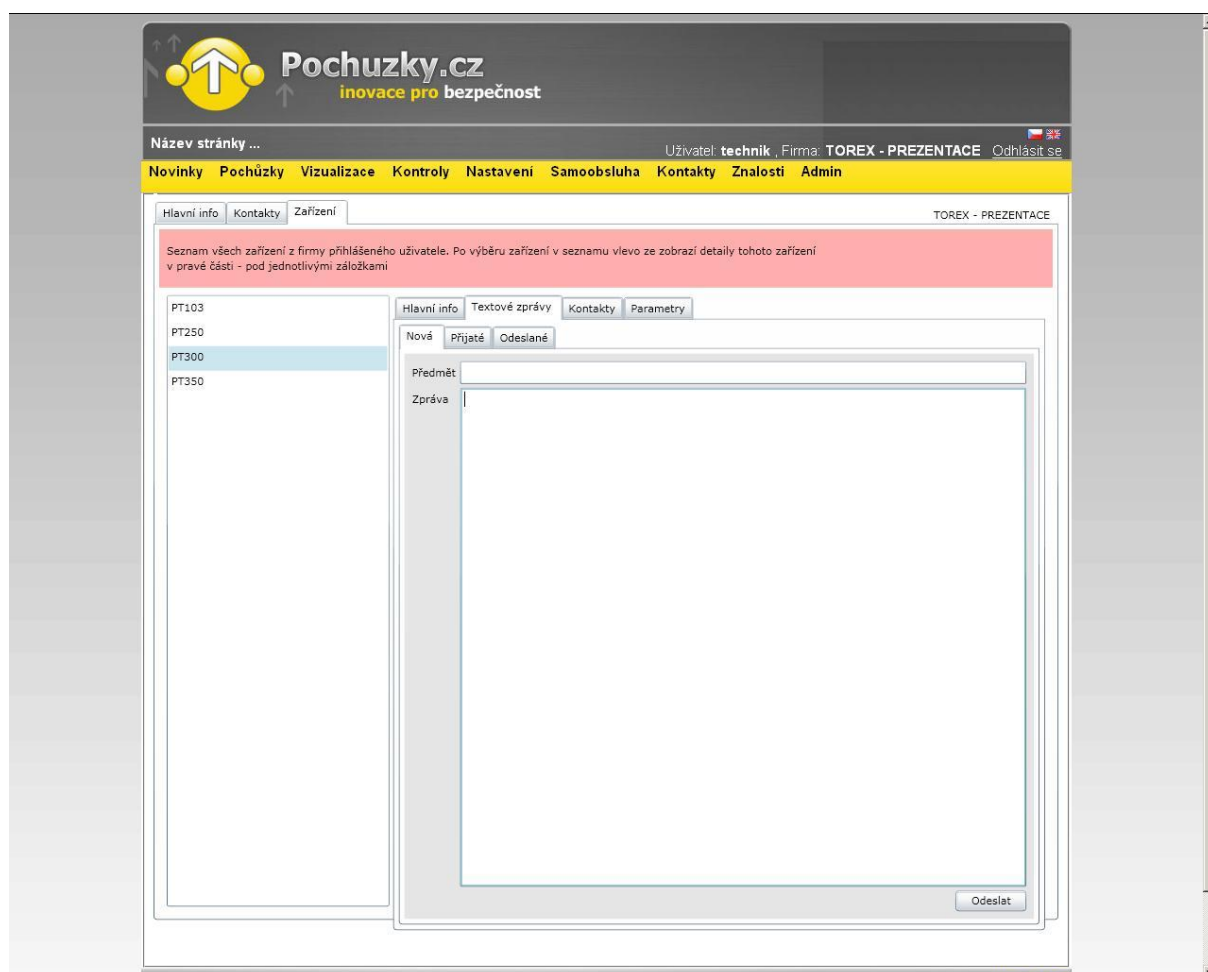 Pochuzky.cz
inovace pro bezpečnost
Název stránky ...
Uživatel: technik , Firma: TOREX - PREZENTACE Odhlásit se
Novinky Pochůzky Vizualizace Kontroly Nastavení Samoobsluha Kontakty Znalosti Admin
Hlavní info Kontakty Zařízení
TOREX - PREZENTACE
Seznam všech zařízení z firmy přihlášeného uživatele. Po výběru zařízení v seznamu vlevo ze zobrazí detaily tohoto zařízení
v pravé části - pod jednotlivými záložkami
PT103
PT250
PT300
PT350
Hlavní info Textové zprávy Kontakty Parametry
Nová Přijaté Odeslané
Předmět
Zpráva
Odeslat